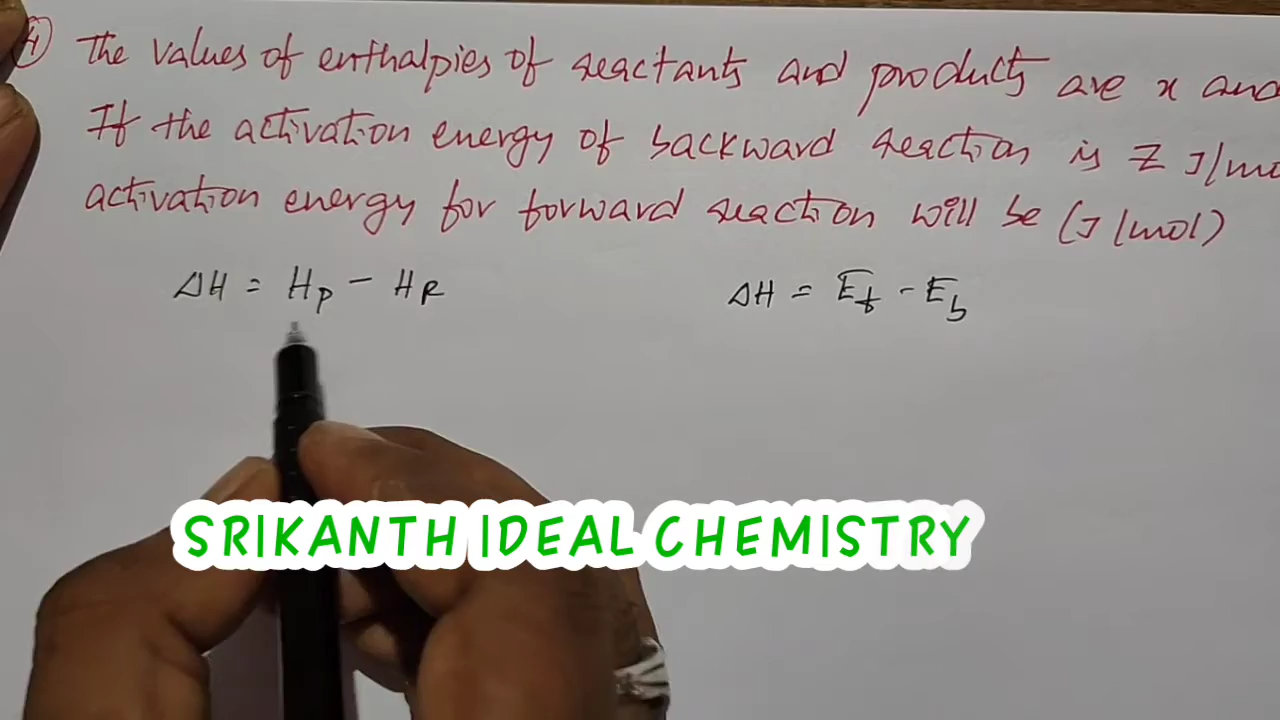 4 The values of enthalpies of reactants and products are x and
If the activation energy of backward reaction is Z J/mo
activation energy for forward reaction will be (J/mol)
ΔH = Hp - HR ΔH = Ef - Eb
SRIKANTH IDEAL CHEMISTRY